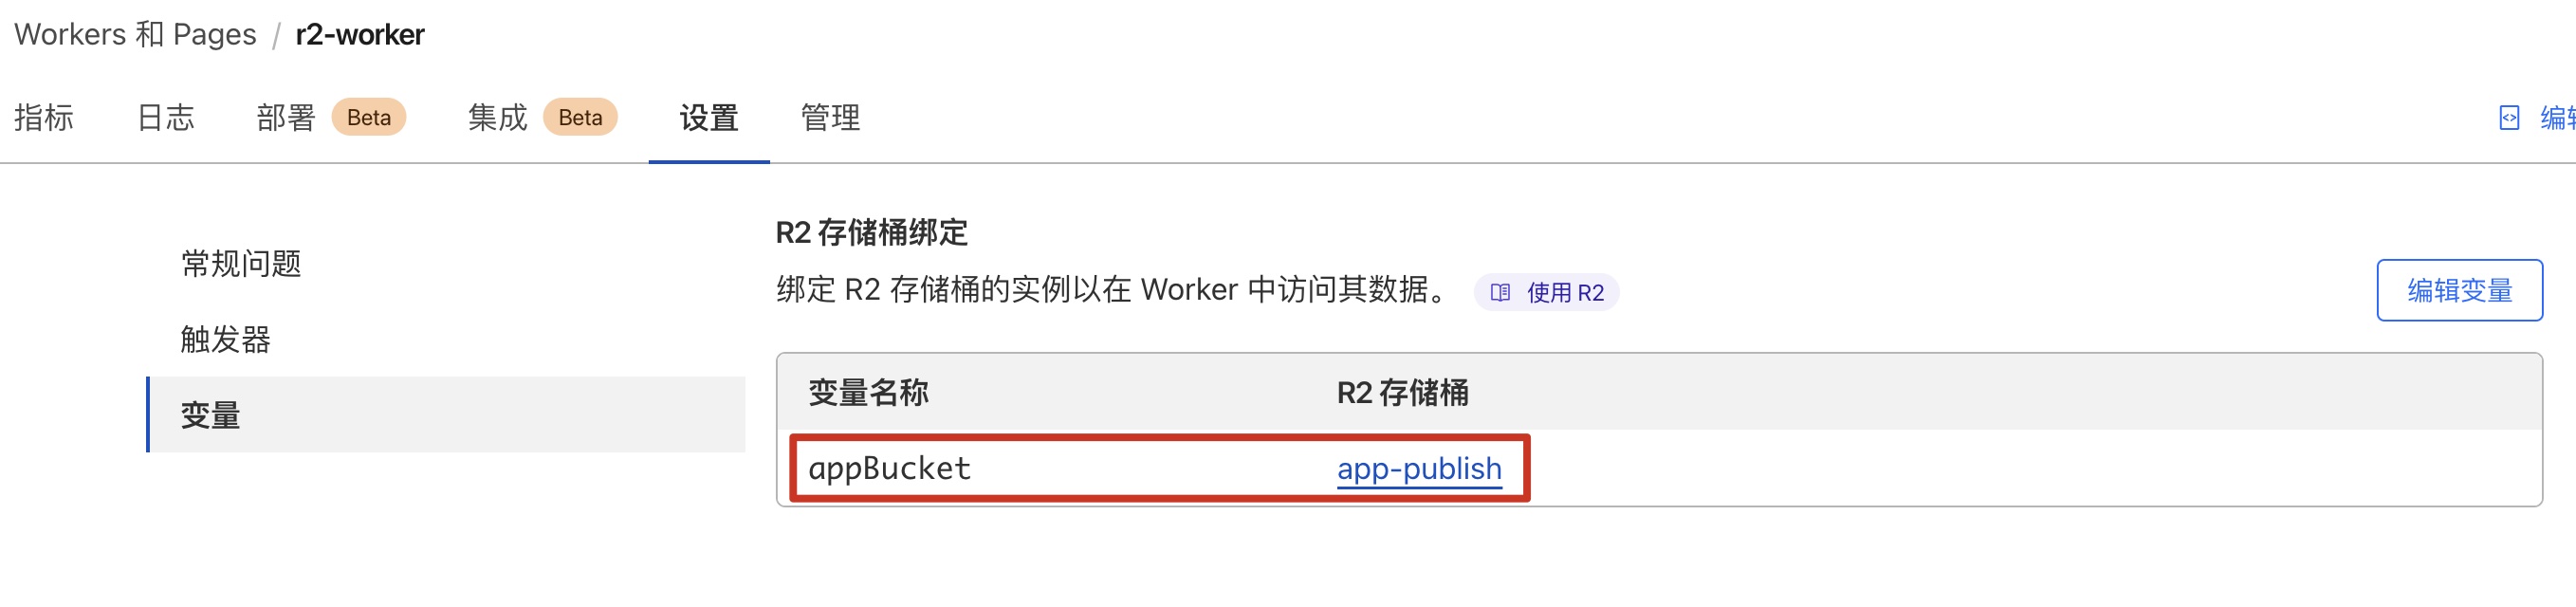 Workers 和 Pages / r2-worker
指标 日志 部署 Beta 集成 Beta 设置 管理 编辑
常规问题
触发器
变量
R2 存储桶绑定
绑定 R2 存储桶的实例以在 Worker 中访问其数据。 使用 R2
编辑变量
变量名称 R2 存储桶
appBucket app-publish